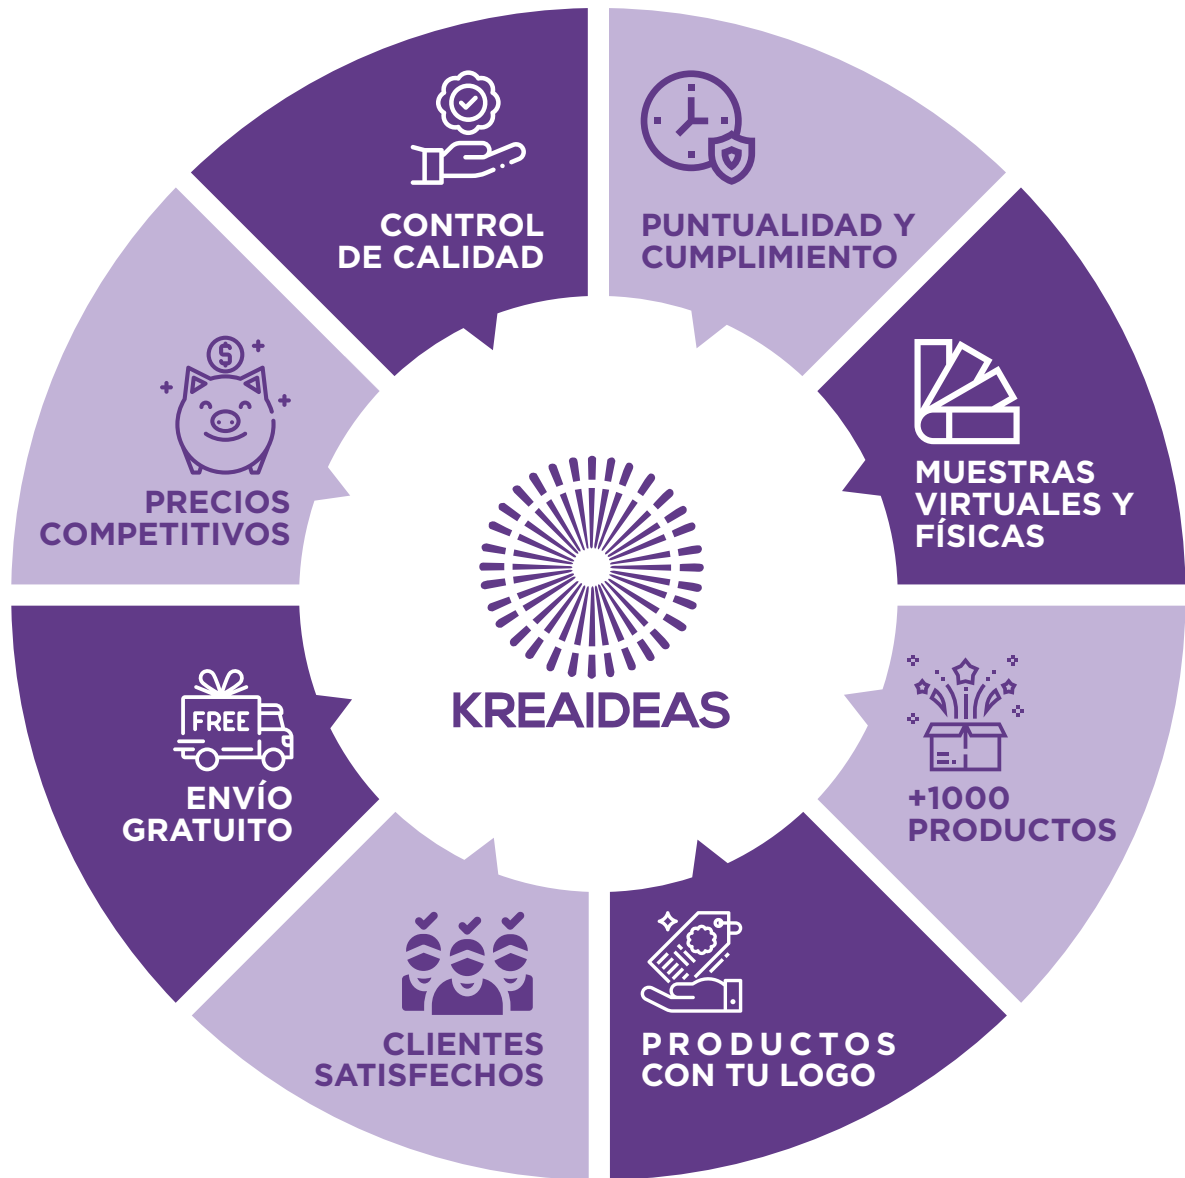 CONTROL
DE CALIDAD
PUNTUALIDAD Y
CUMPLIMIENTO
MUESTRAS
VIRTUALES Y
FÍSICAS
+1000
PRODUCTOS
PRODUCTOS
CON TU LOGO
CLIENTES
SATISFECHOS
FREE
ENVÍO
GRATUITO
$
PRECIOS
COMPETITIVOS
KREAIDEAS